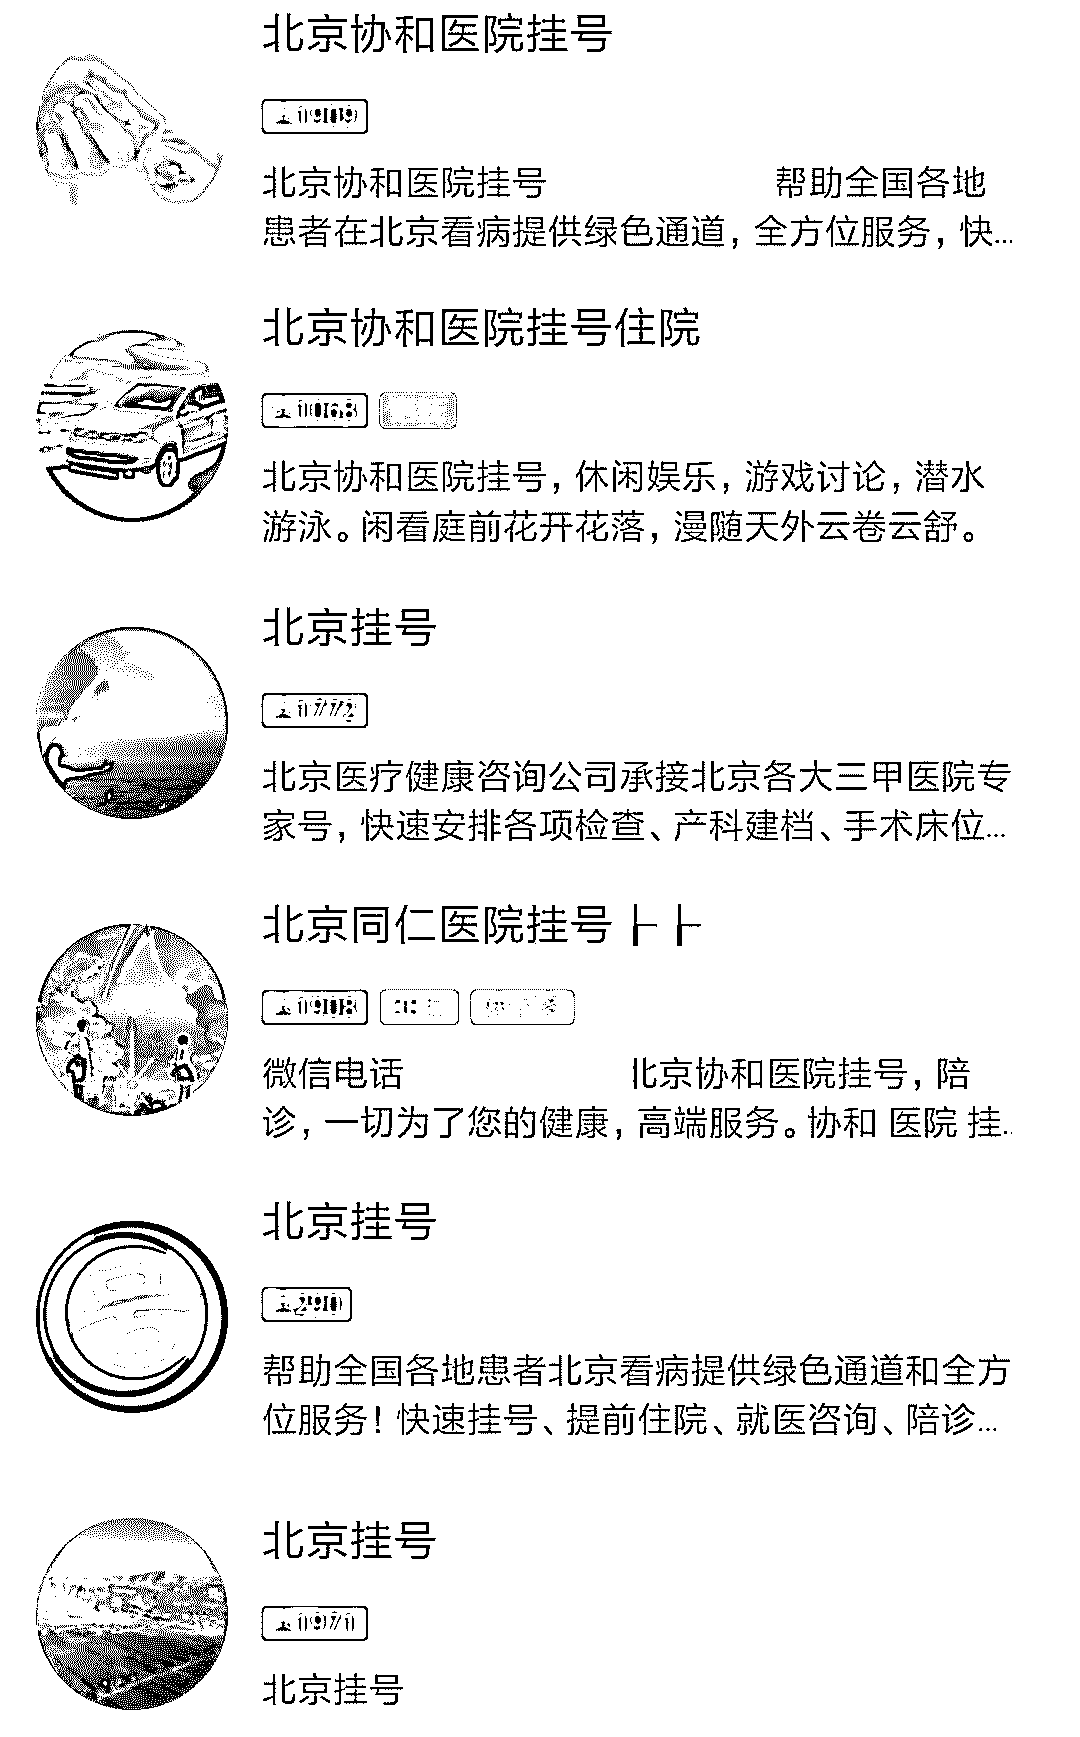 北京协和医院挂号
北京协和医院挂号 帮助全国各地
患者在北京看病提供绿色通道，全方位服务，快...
北京协和医院挂号住院
北京协和医院挂号，休闲娱乐，游戏讨论，潜水
游泳。闲看庭前花开花落，漫随天外云卷云舒。
北京挂号
北京医疗健康咨询公司承接北京各大三甲医院专
家号，快速安排各项检查、产科建档、手术床位...
北京同仁医院挂号
微信电话 北京协和医院挂号，陪
诊，一切为了您的健康，高端服务。协和 医院 挂..
北京挂号
帮助全国各地患者北京看病提供绿色通道和全方
位服务！快速挂号、提前住院、就医咨询、陪诊...
北京挂号
北京挂号